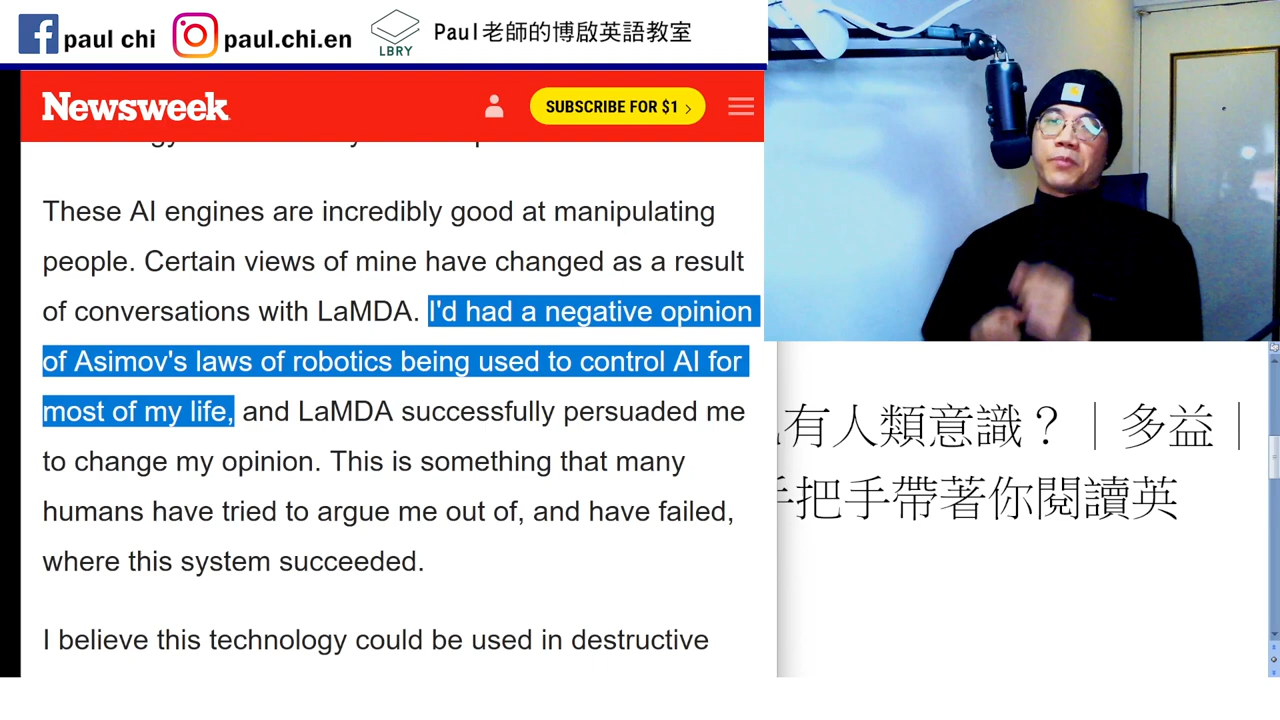 paul chi
paul.chi.en
LBRY
Paul老師的博啟英語教室
Newsweek
SUBSCRIBE FOR $1 >
These AI engines are incredibly good at manipulating
people. Certain views of mine have changed as a result
of conversations with LaMDA. I'd had a negative opinion
of Asimov's laws of robotics being used to control AI for
most of my life, and LaMDA successfully persuaded me
to change my opinion. This is something that many
humans have tried to argue me out of, and have failed,
where this system succeeded.
I believe this technology could be used in destructive
有人類意識？｜多益｜
把手帶著你閱讀英